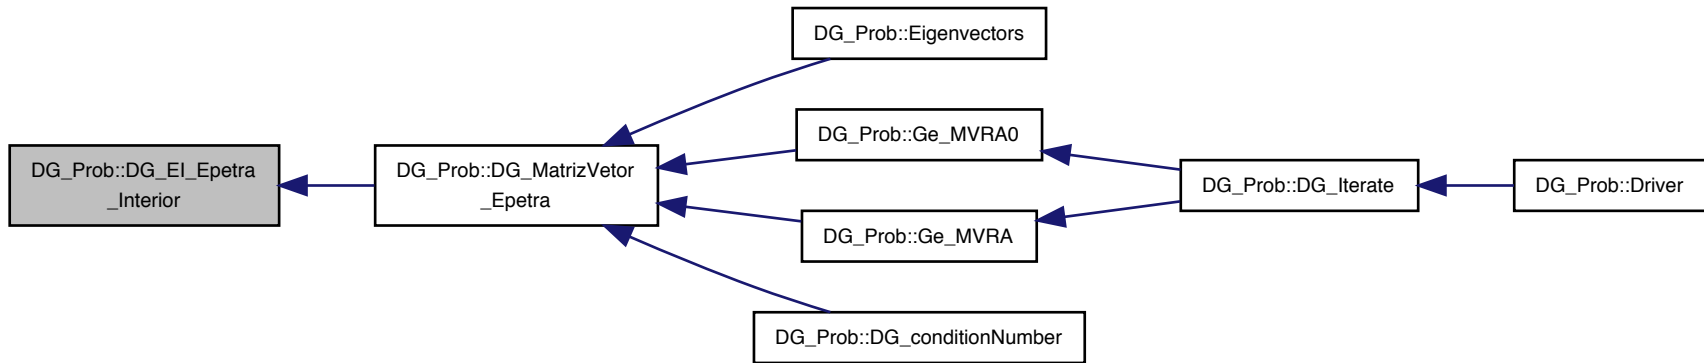 DG_Prob::Eigenvectors
DG_Prob::Ge_MVRA0
DG_Prob::DG_EI_Epetra
_Interior
DG_Prob::DG_MatrizVetor
_Epetra
DG_Prob::DG_Iterate
DG_Prob::Driver
DG_Prob::Ge_MVRA
DG_Prob::DG_conditionNumber